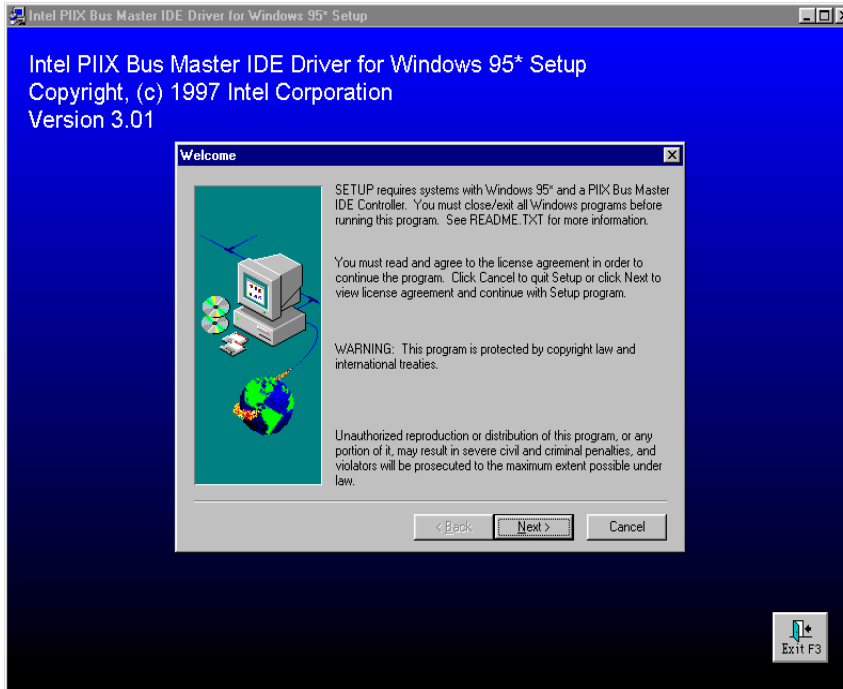 Intel PIIX Bus Master IDE Driver for Windows 95* Setup
Intel PIIX Bus Master IDE Driver for Windows 95* Setup
Copyright, (c) 1997 Intel Corporation
Version 3.01
Welcome
SETUP requires systems with Windows 95* and a PIIX Bus Master
IDE Controller. You must close/exit all Windows programs before
running this program. See README.TXT for more information.
You must read and agree to the license agreement in order to
continue the program. Click Cancel to quit Setup or click Next to
view license agreement and continue with Setup program.
WARNING: This program is protected by copyright law and
international treaties.
Unauthorized reproduction or distribution of this program, or any
portion of it, may result in severe civil and criminal penalties, and
violators will be prosecuted to the maximum extent possible under
law.
< Back Next > Cancel
Exit F3